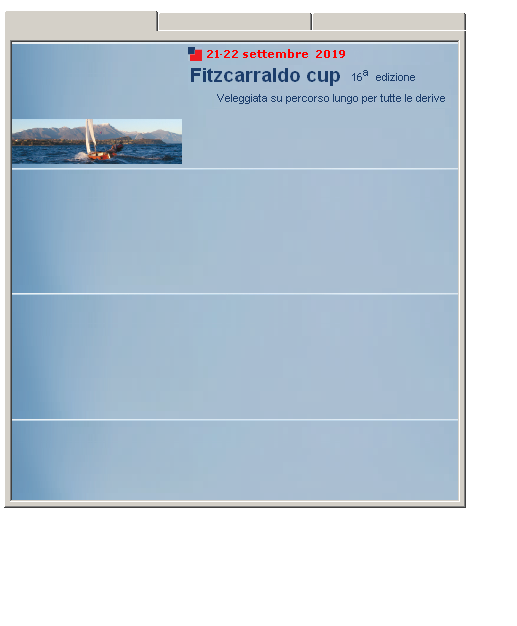 21-22 settembre 2019
Fitzcarraldo cup 16a edizione
Veleggiata su percorso lungo per tutte le derive